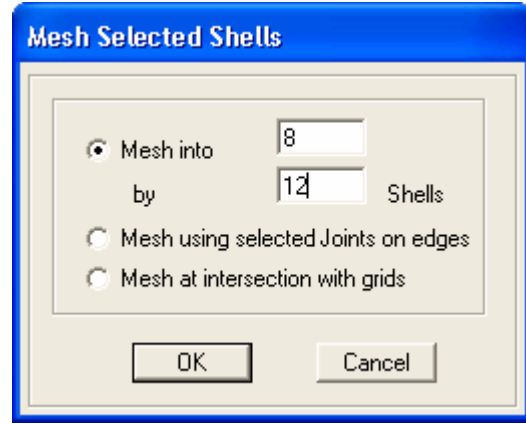 Mesh Selected Shells
Mesh into 8
by 12 Shells
Mesh using selected Joints on edges
Mesh at intersection with grids
OK Cancel